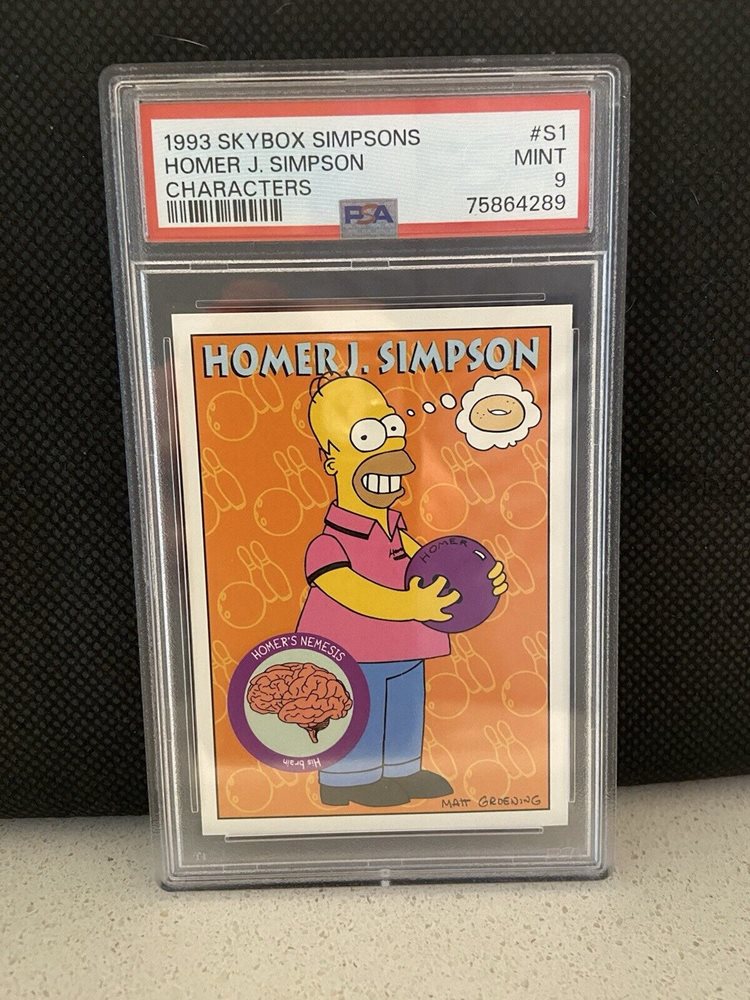 1993 SKYBOX SIMPSONS #S1
HOMER J. SIMPSON MINT
CHARACTERS 9
PSA 75864289
HOMER J. SIMPSON
HOMER
HOMER'S NEMESIS
His brain
MATT GROENING